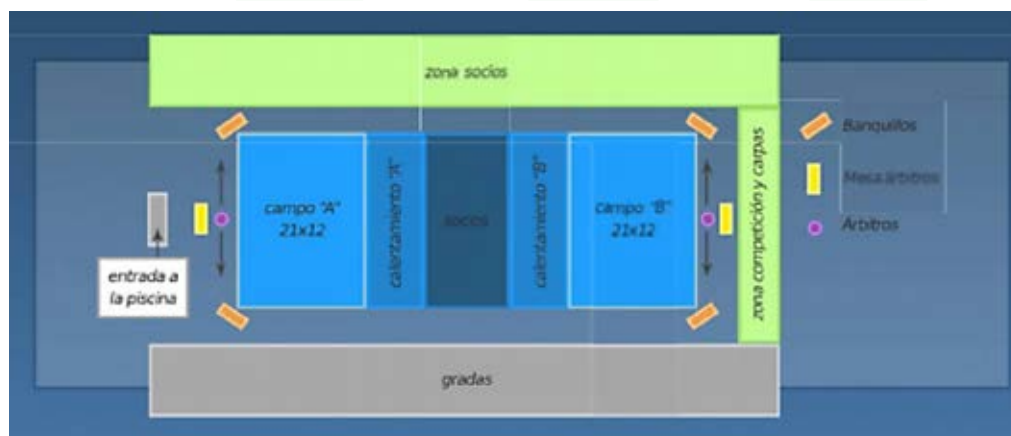 zona socios
Banquillos
Mesa árbitros
Árbitros
campo "A"
21x12
calentamiento "A"
socios
calentamiento "B"
campo "B"
21x12
zona competición y carpas
entrada a
la piscina
gradas